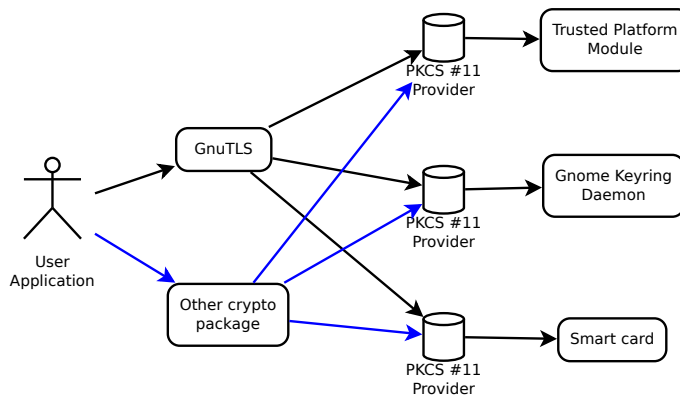 Trusted Platform
Module
PKCS #11
Provider
GnuTLS
Gnome Keyring
Daemon
PKCS #11
Provider
User
Application
Other crypto
package
Smart card
PKCS #11
Provider